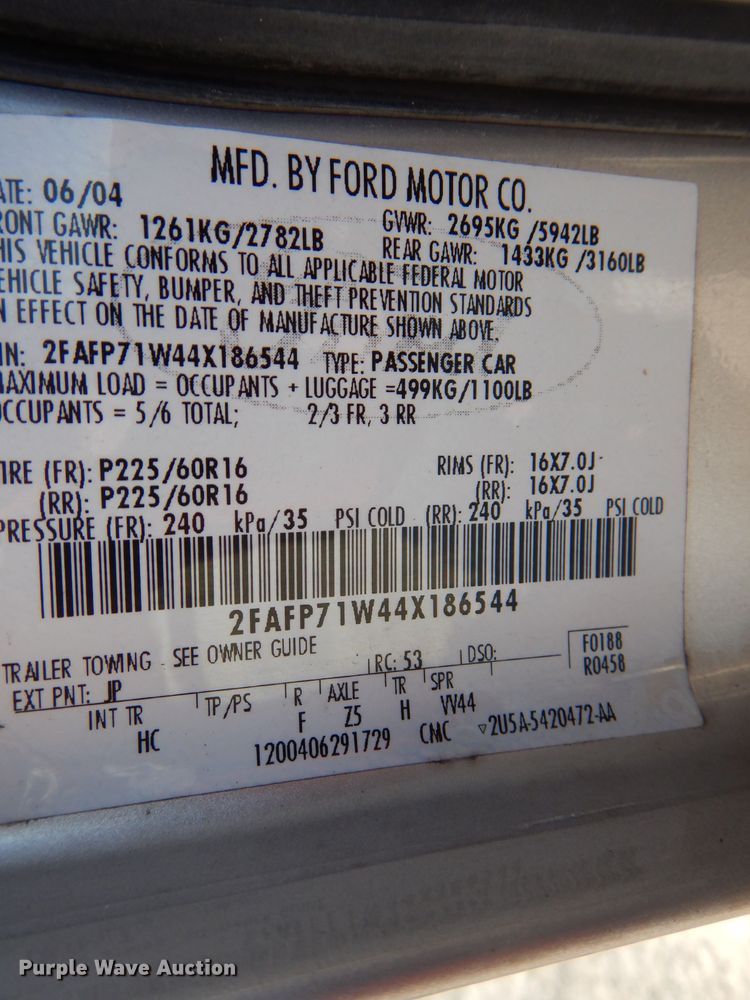 MFD. BY FORD MOTOR CO.
ATE: 06/04
RONT GAWR: 1261KG/2782LB GVWR: 2695KG /5942LB
REAR GAWR: 1433KG /3160LB
HIS VEHICLE CONFORMS TO ALL APPLICABLE FEDERAL MOTOR
EHICLE SAFETY, BUMPER, AND THEFT PREVENTION STANDARDS
N EFFECT ON THE DATE OF MANUFACTURE SHOWN ABOVE.
IN: 2FAFP71W44X186544 TYPE: PASSENGER CAR
MAXIMUM LOAD = OCCUPANTS + LUGGAGE =499KG/1100LB
OCCUPANTS = 5/6 TOTAL; 2/3 FR, 3 RR
IRE (FR): P225/60R16 RIMS (FR): 16X7.0J
(RR): P225/60R16 (RR): 16X7.0J
PRESSURE (FR): 240 kPa/35 PSI COLD (RR): 240 kPa/35 PSI COLD
2FAFP71W44X186544
TRAILER TOWING - SEE OWNER GUIDE
RC: 53 DSO: F0188
R0458
EXT PNT: JP
INT TR TP/PS R AXLE TR SPR
HC F Z5 H VV44
1200406291729 CMC ▿2U5A-5420472-AA
Purple Wave Auction